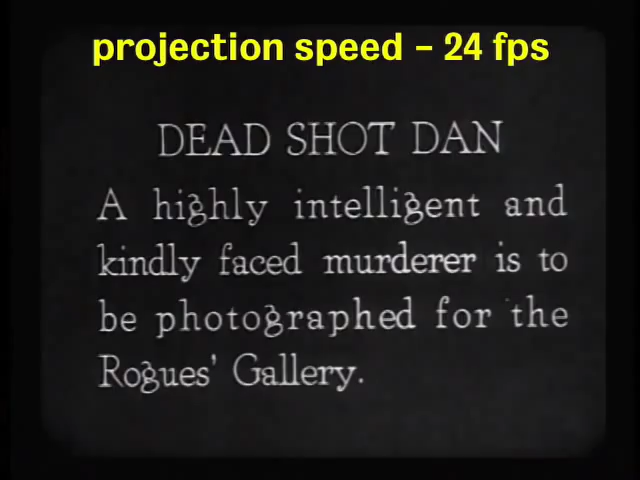 projection speed – 24 fps
DEAD SHOT DAN
A highly intelligent and
kindly faced murderer is to
be photographed for the
Rogues' Gallery.